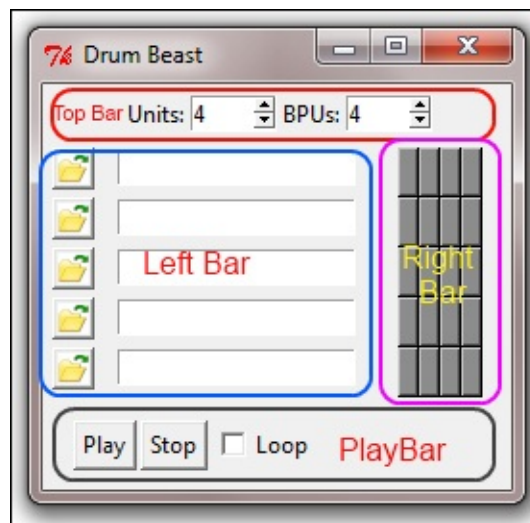 Drum Beast
Top Bar Units: 4 BPUs: 4
Left Bar
Right
Bar
Play Stop Loop PlayBar